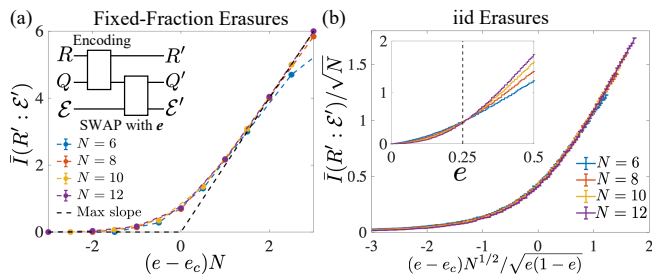 (a) Fixed-Fraction Erasures
Encoding
R R′
Q Q′
ℰ ℰ′
SWAP with e
N = 6
N = 8
N = 10
N = 12
Max slope
Ī(R′ : ℰ′)
0 2 4 6
-2 0 2
(e − e_c)N
(b) iid Erasures
Ī(R′ : ℰ′)/√N
0 0.5 1 1.5
0 0.5 1 1.5 2
0 0.25 0.5
e
N = 6
N = 8
N = 10
N = 12
-3 -2 -1 0 1 2
(e − e_c)N^{1/2}/√e(1 − e)